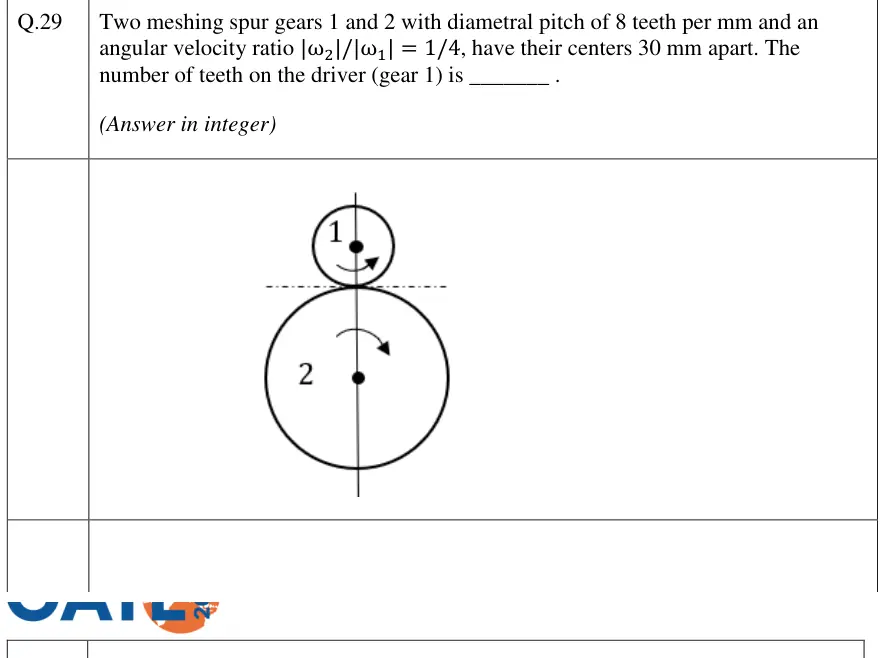 Q.29
Two meshing spur gears 1 and 2 with diametral pitch of 8 teeth per mm and an
angular velocity ratio |ω₂|/|ω₁| = 1/4, have their centers 30 mm apart. The
number of teeth on the driver (gear 1) is _______ .
(Answer in integer)
1
2